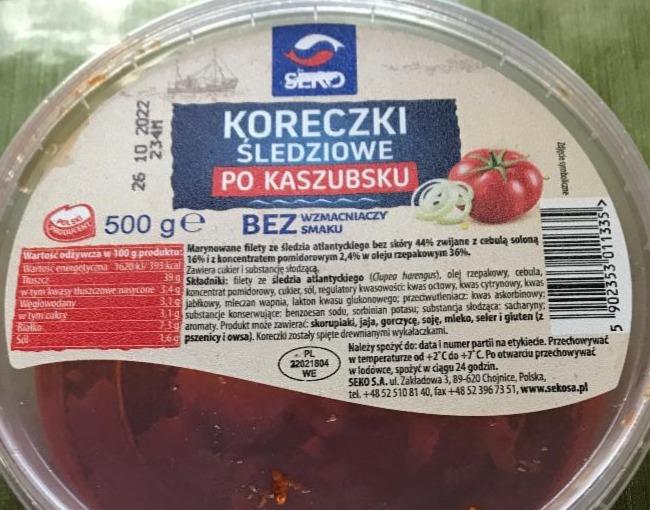 SEKO
KORECZKI
ŚLEDZIOWE
PO KASZUBSKU
26 10 2022
234M
POLSKI
PRODUCENT
500 g e
BEZ WZMACNIACZY
SMAKU
Zdjęcie symboliczne
5 902353 011335 >
Wartość odżywcza w 100 g produktu:
Wartość energetyczna 1620 kJ/ 393 kcal
Tłuszcz 39 g
w tym kwasy tłuszczowe nasycone 3,4 g
Węglowodany 3,1 g
w tym cukry 3,1 g
Białko 7,3 g
Sól 1,6 g
Marynowane filety ze śledzia atlantyckiego bez skóry 44% zwijane z cebulą soloną
16% i z koncentratem pomidorowym 2,4% w oleju rzepakowym 36%.
Zawiera cukier i substancję słodzącą.
Składniki: filety ze śledzia atlantyckiego (Clupea harengus), olej rzepakowy, cebula,
koncentrat pomidorowy, cukier, sól, regulatory kwasowości: kwas octowy, kwas cytrynowy, kwas
jabłkowy, mleczan wapnia, lakton kwasu glukonowego; przeciwutleniacz: kwas askorbinowy;
substancje konserwujące: benzoesan sodu, sorbinian potasu; substancja słodząca: sacharyny;
aromaty. Produkt może zawierać: skorupiaki, jaja, gorczycę, soję, mleko, seler i gluten (z
pszenicy i owsa). Koreczki zostały spięte drewnianymi wykałaczkami.
PL
22021804
WE
Należy spożyć do: data i numer partii na etykiecie. Przechowywać
w temperaturze od +2°C do +7°C. Po otwarciu przechowywać
w lodówce, spożyć w ciągu 24 godzin.
SEKO S.A. ul. Zakładowa 3, 89-620 Chojnice, Polska,
tel. +48 52 510 81 40, fax +48 52 396 73 51, www.sekosa.pl